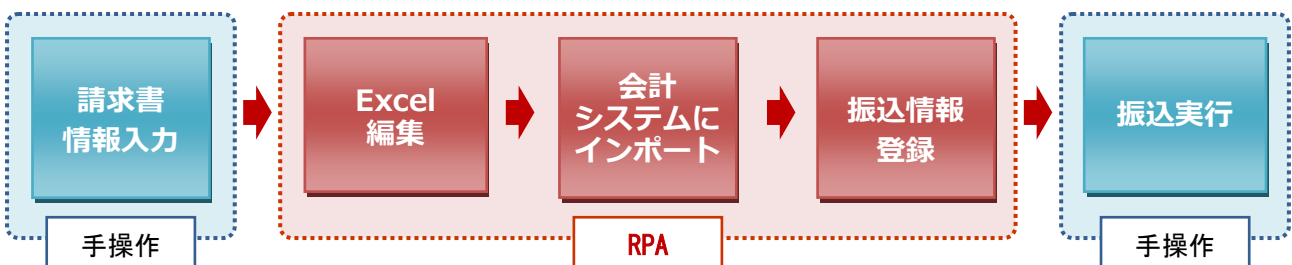 請求書
情報入力
Excel
編集
会計
システムに
インポート
振込情報
登録
振込実行
手操作
RPA
手操作